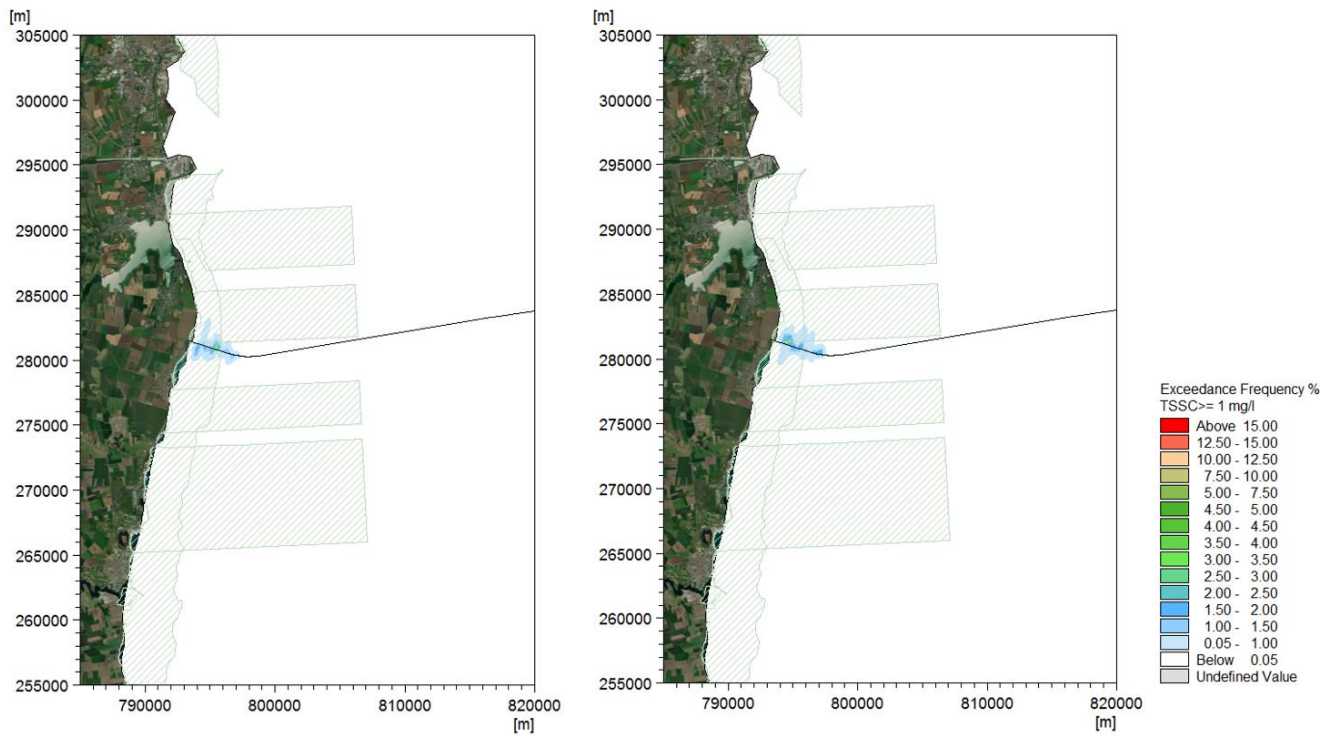 [m]
305000
300000
295000
290000
285000
280000
275000
270000
265000
260000
255000
790000
800000
810000
820000
[m]
[m]
305000
300000
295000
290000
285000
280000
275000
270000
265000
260000
255000
790000
800000
810000
820000
[m]
Exceedance Frequency %
TSSC>= 1 mg/l
Above 15.00
12.50 - 15.00
10.00 - 12.50
7.50 - 10.00
5.00 - 7.50
4.50 - 5.00
4.00 - 4.50
3.50 - 4.00
3.00 - 3.50
2.50 - 3.00
2.00 - 2.50
1.50 - 2.00
1.00 - 1.50
0.05 - 1.00
Below 0.05
Undefined Value